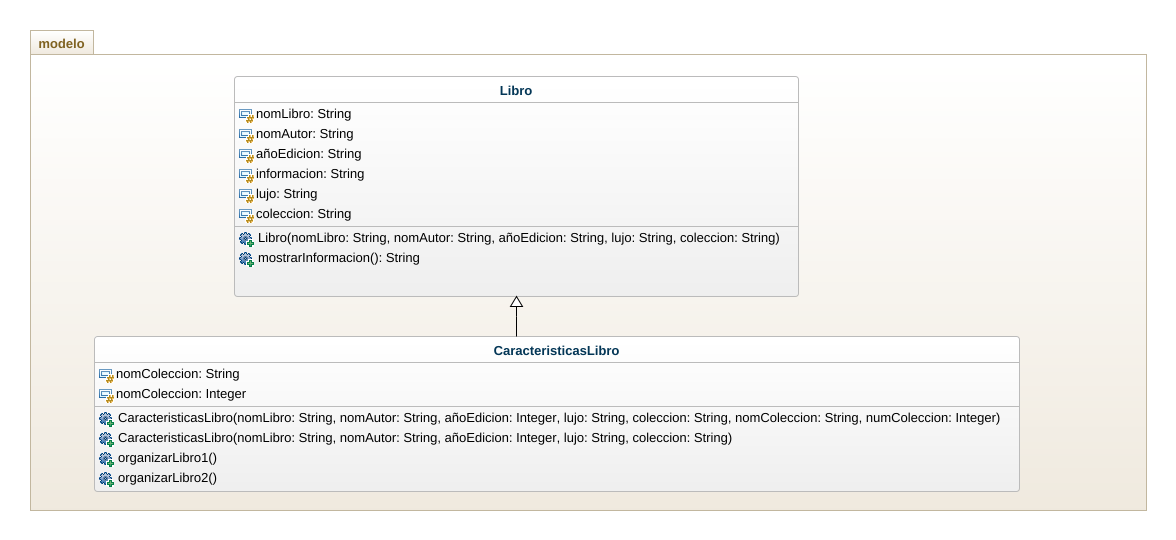 modelo
Libro
nomLibro: String
nomAutor: String
añoEdicion: String
informacion: String
lujo: String
coleccion: String
Libro(nomLibro: String, nomAutor: String, añoEdicion: String, lujo: String, coleccion: String)
mostrarInformacion(): String
CaracteristicasLibro
nomColeccion: String
nomColeccion: Integer
CaracteristicasLibro(nomLibro: String, nomAutor: String, añoEdicion: Integer, lujo: String, coleccion: String, nomColeccion: String, numColeccion: Integer)
CaracteristicasLibro(nomLibro: String, nomAutor: String, añoEdicion: Integer, lujo: String, coleccion: String)
organizarLibro1()
organizarLibro2()